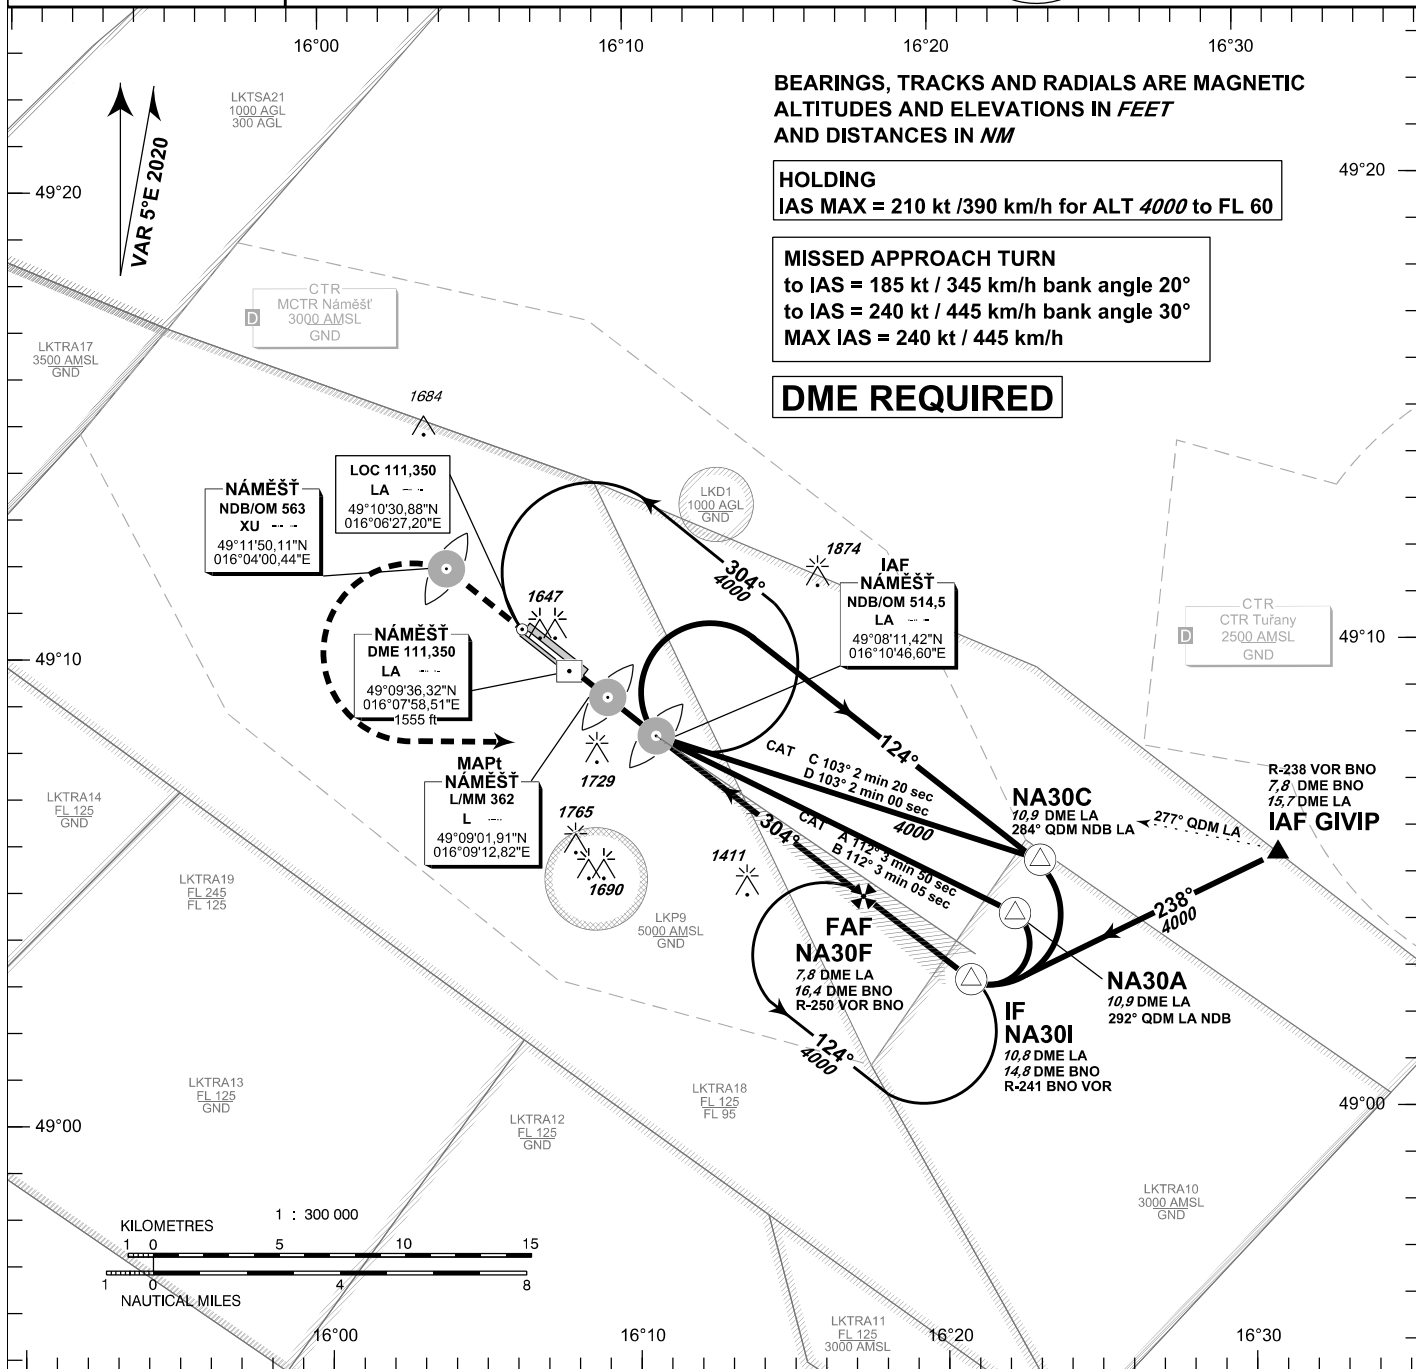 16°00
16°10
16°20
16°30
BEARINGS, TRACKS AND RADIALS ARE MAGNETIC
ALTITUDES AND ELEVATIONS IN FEET
AND DISTANCES IN NM
LKTSA21
1000 AGL
300 AGL
VAR 5°E 2020
49°20
49°20
HOLDING
IAS MAX = 210 kt /390 km/h for ALT 4000 to FL 60
MISSED APPROACH TURN
to IAS = 185 kt / 345 km/h bank angle 20°
to IAS = 240 kt / 445 km/h bank angle 30°
MAX IAS = 240 kt / 445 km/h
DME REQUIRED
CTR
MCTR Náměšť
D
3000 AMSL
GND
LKTRA17
3500 AMSL
GND
1684
LOC 111,350
LA
49°10'30,88"N
016°06'27,20"E
NÁMĚŠŤ
NDB/OM 563
XU
49°11'50,11"N
016°04'00,44"E
LKD1
1000 AGL
GND
1874
IAF
NÁMĚŠŤ
NDB/OM 514,5
LA
49°08'11,42"N
016°10'46,60"E
304°
4000
1647
CTR
CTR Tuřany
D
2500 AMSL
GND
49°10
49°10
NÁMĚŠŤ
DME 111,350
LA
49°09'36,32"N
016°07'58,51"E
1555 ft
124°
CAT
C 103° 2 min 20 sec
D 103° 2 min 00 sec
4000
1729
MAPt
NÁMĚŠŤ
L/MM 362
L
49°09'01,91"N
016°09'12,82"E
R-238 VOR BNO
7,8 DME BNO
15,7 DME LA
IAF GIVIP
NA30C
10,9 DME LA
284° QDM NDB LA
277° QDM LA
LKTRA14
FL 125
GND
1765
304°
CAT
A 112° 3 min 50 sec
B 112° 3 min 05 sec
1411
1690
LKTRA19
FL 245
FL 125
LKP9
5000 AMSL
GND
238°
4000
FAF
NA30F
7,8 DME LA
16,4 DME BNO
R-250 VOR BNO
NA30A
10,9 DME LA
292° QDM LA NDB
IF
NA30I
10,8 DME LA
14,8 DME BNO
R-241 BNO VOR
124°
4000
LKTRA13
FL 125
GND
LKTRA18
FL 125
FL 95
LKTRA12
FL 125
GND
49°00
49°00
LKTRA10
3000 AMSL
GND
1 : 300 000
KILOMETRES
1 0 5 10 15
1 0 4 8
NAUTICAL MILES
LKTRA11
FL 125
3000 AMSL
16°00
16°10
16°20
16°30